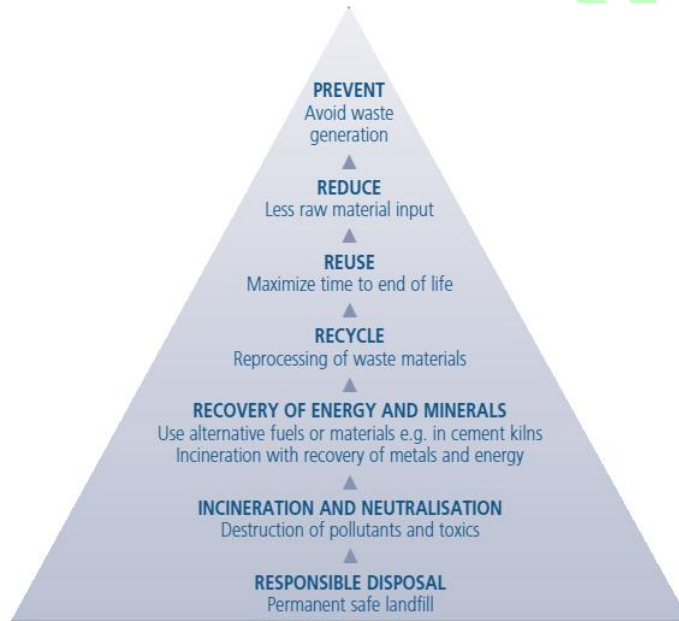 PREVENT
Avoid waste
generation
REDUCE
Less raw material input
REUSE
Maximize time to end of life
RECYCLE
Reprocessing of waste materials
RECOVERY OF ENERGY AND MINERALS
Use alternative fuels or materials e.g. in cement kilns
Incineration with recovery of metals and energy
INCINERATION AND NEUTRALISATION
Destruction of pollutants and toxics
RESPONSIBLE DISPOSAL
Permanent safe landfill